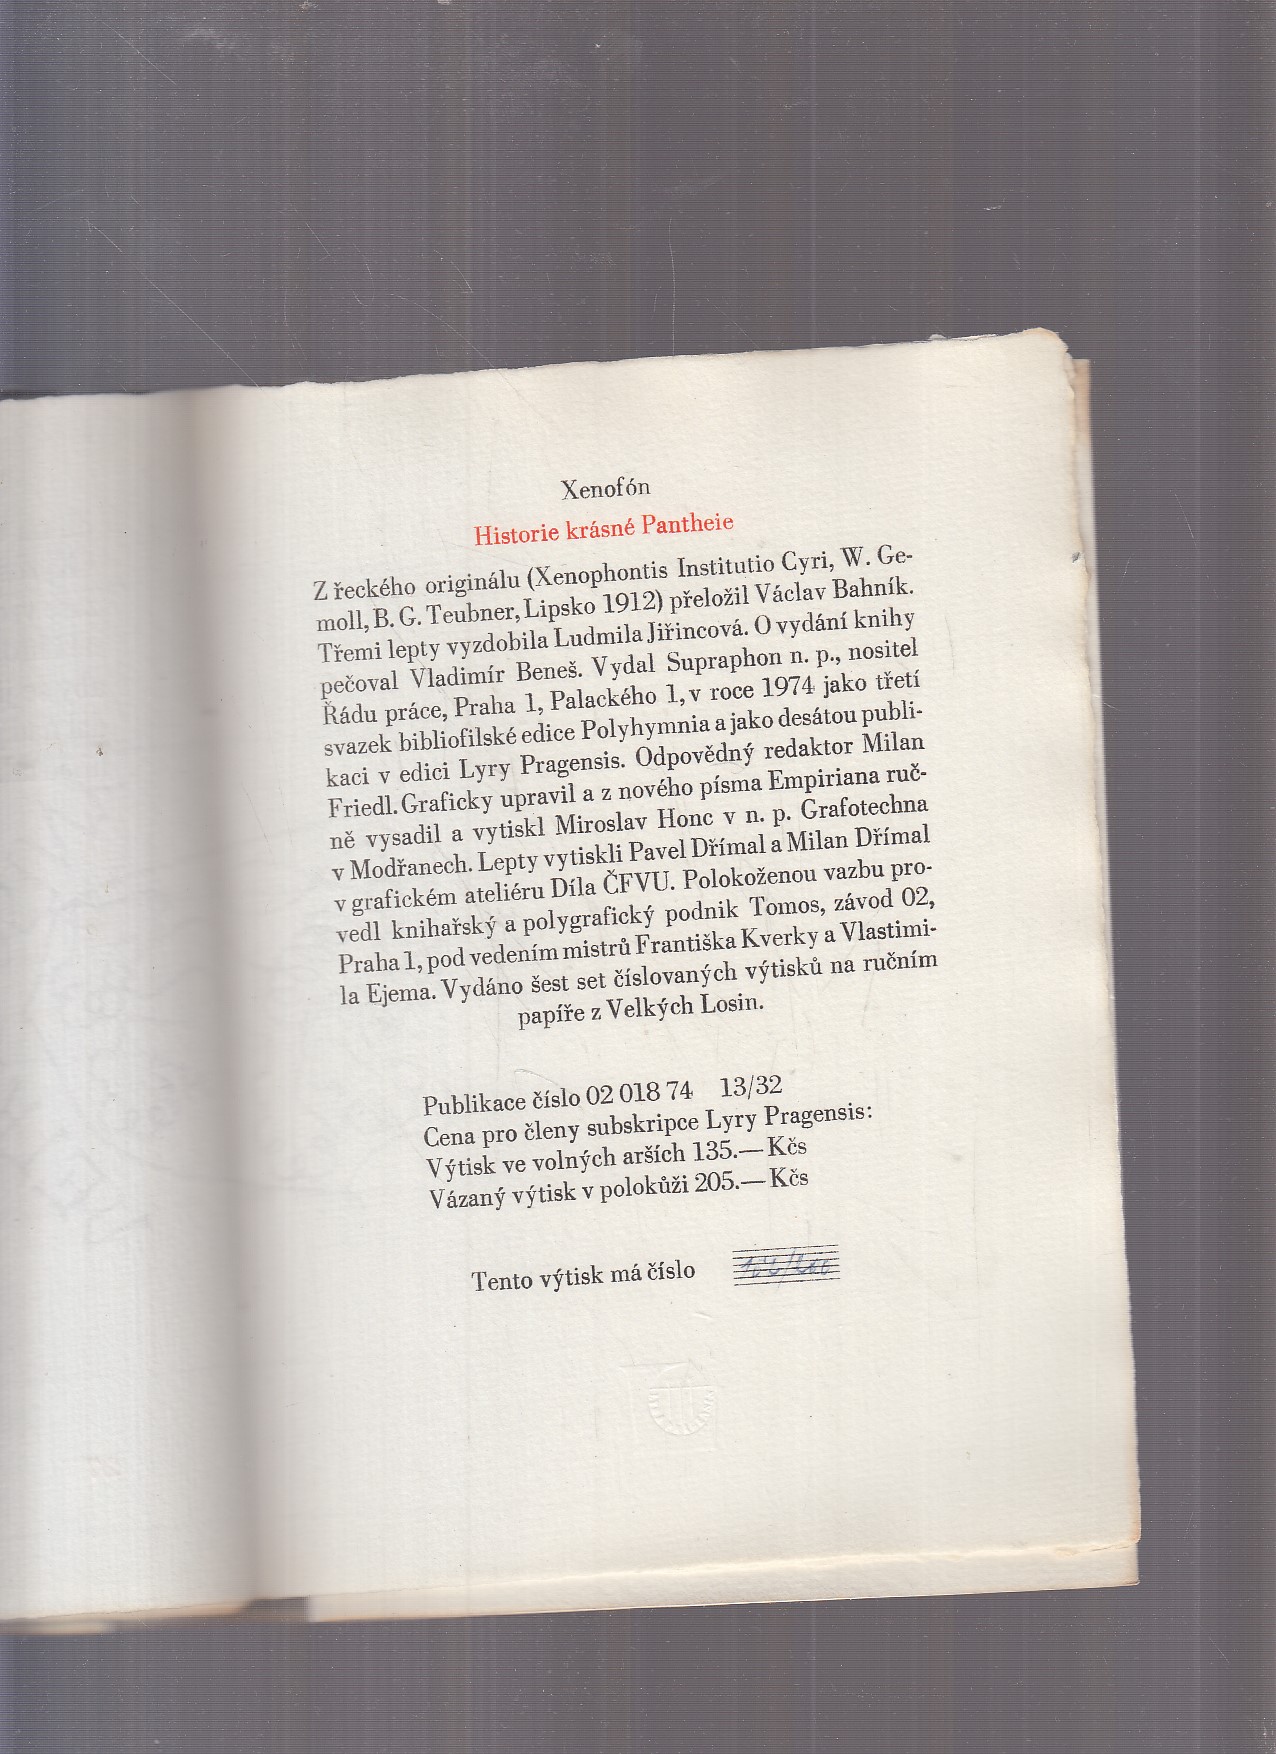 Xenofón
Historie krásné Pantheie
Z řeckého originálu (Xenophontis Institutio Cyri, W. Ge-
moll, B. G. Teubner, Lipsko 1912) přeložil Václav Bahník.
Třemi lepty vyzdobila Ludmila Jiřincová. O vydání knihy
pečoval Vladimír Beneš. Vydal Supraphon n. p., nositel
Řádu práce, Praha 1, Palackého 1, v roce 1974 jako třetí
svazek bibliofilské edice Polyhymnia a jako desátou publi-
kaci v edici Lyry Pragensis. Odpovědný redaktor Milan
Friedl. Graficky upravil a z nového písma Empiriana ruč-
ně vysadil a vytiskl Miroslav Honc v n. p. Grafotechna
v Modřanech. Lepty vytiskli Pavel Dřímal a Milan Dřímal
v grafickém ateliéru Díla ČFVU. Polokoženou vazbu pro-
vedl knihařský a polygrafický podnik Tomos, závod 02,
Praha 1, pod vedením mistrů Františka Kverky a Vlastimi-
la Ejema. Vydáno šest set číslovaných výtisků na ručním
papíře z Velkých Losin.
Publikace číslo 02 018 74 13/32
Cena pro členy subskripce Lyry Pragensis:
Výtisk ve volných arších 135.— Kčs
Vázaný výtisk v polokůži 205.— Kčs
Tento výtisk má číslo